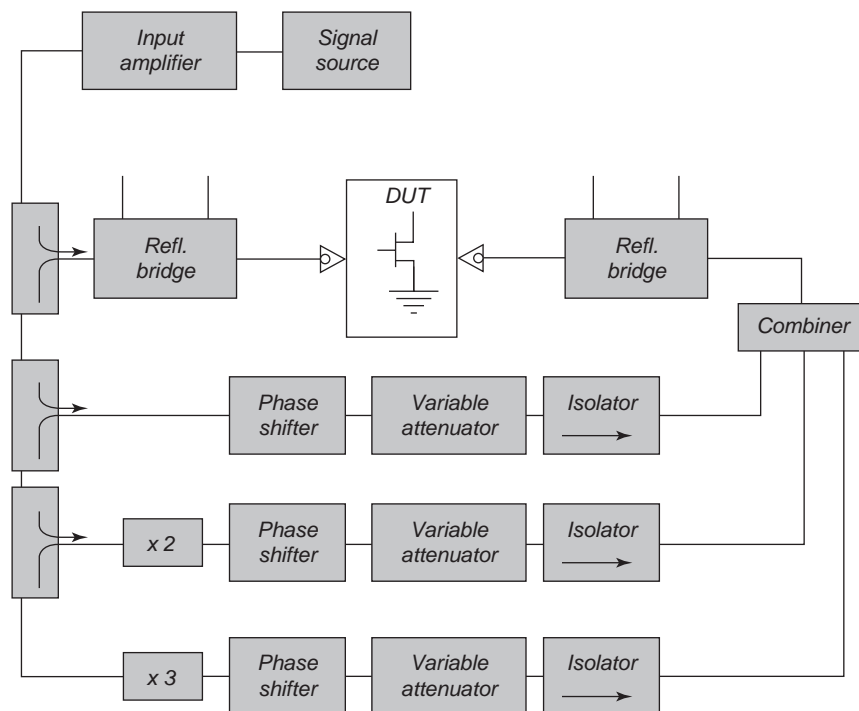 Input
amplifier
Signal
source
DUT
Refl.
bridge
Refl.
bridge
Combiner
Phase
shifter
Variable
attenuator
Isolator
x 2
Phase
shifter
Variable
attenuator
Isolator
x 3
Phase
shifter
Variable
attenuator
Isolator